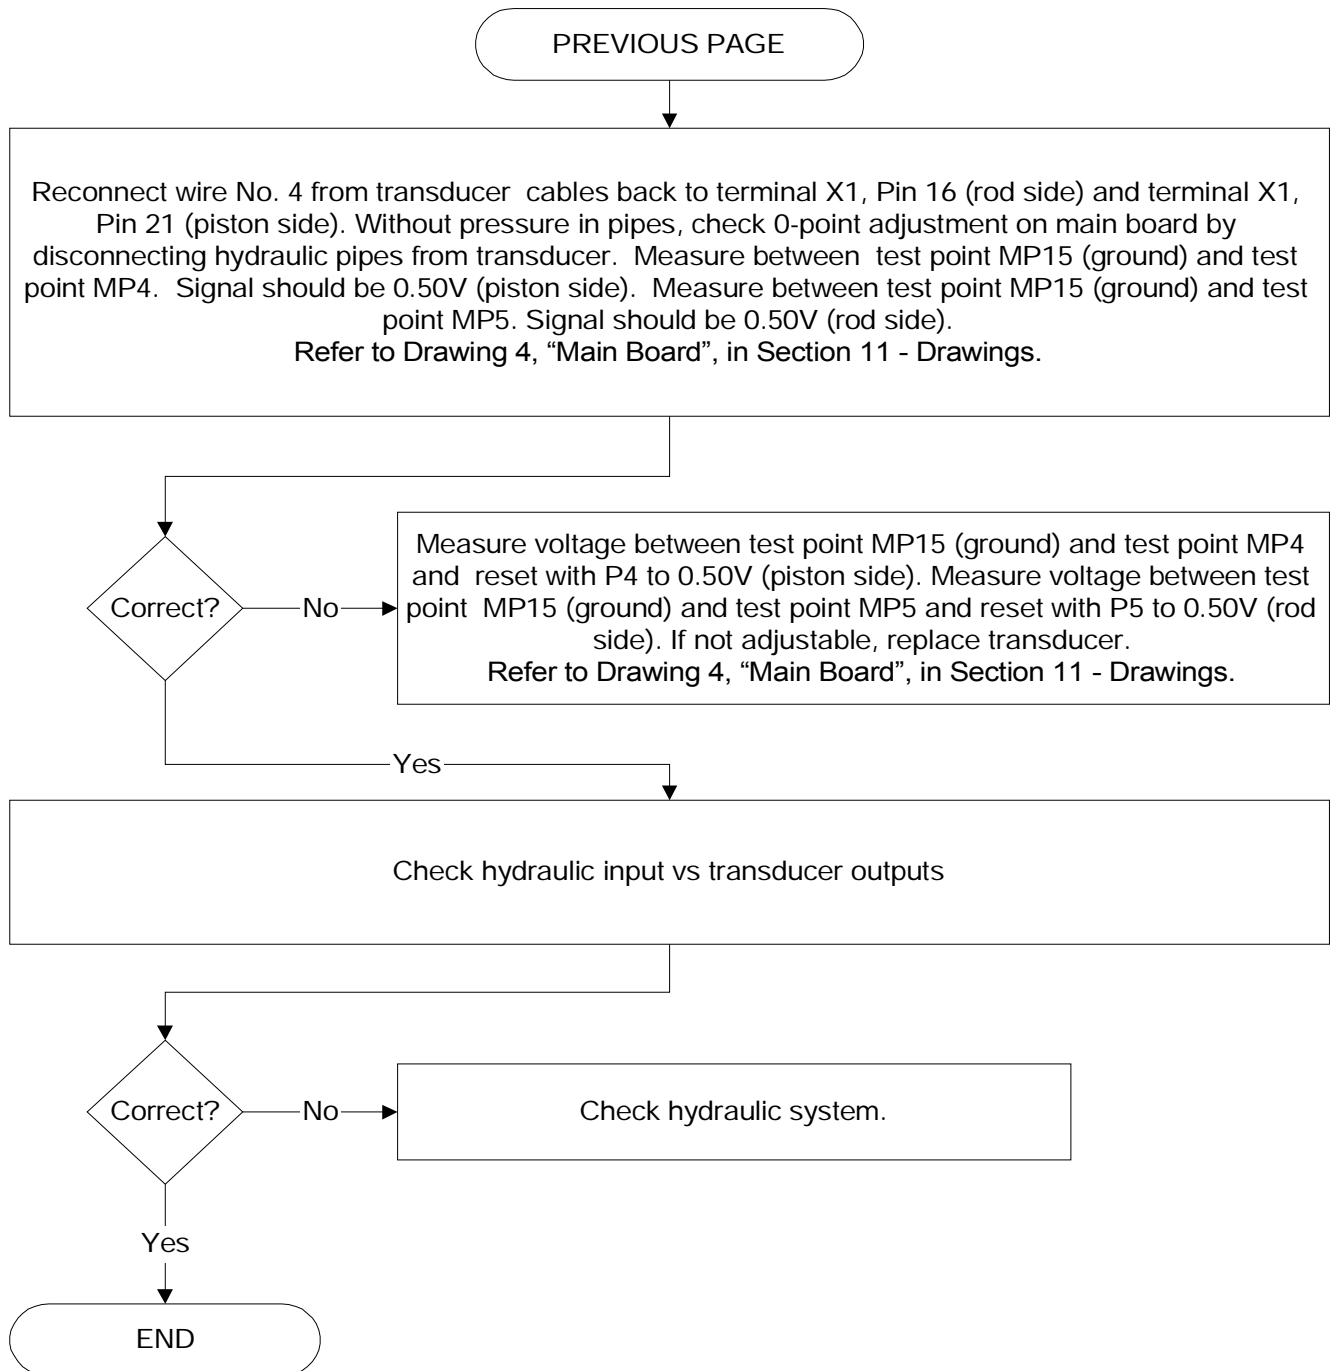 PREVIOUS PAGE
Reconnect wire No. 4 from transducer cables back to terminal X1, Pin 16 (rod side) and terminal X1,
Pin 21 (piston side). Without pressure in pipes, check 0-point adjustment on main board by
disconnecting hydraulic pipes from transducer. Measure between test point MP15 (ground) and test
point MP4. Signal should be 0.50V (piston side). Measure between test point MP15 (ground) and test
point MP5. Signal should be 0.50V (rod side).
Refer to Drawing 4, “Main Board”, in Section 11 - Drawings.
Correct?
No
Measure voltage between test point MP15 (ground) and test point MP4
and reset with P4 to 0.50V (piston side). Measure voltage between test
point MP15 (ground) and test point MP5 and reset with P5 to 0.50V (rod
side). If not adjustable, replace transducer.
Refer to Drawing 4, “Main Board”, in Section 11 - Drawings.
Yes
Check hydraulic input vs transducer outputs
Correct?
No
Check hydraulic system.
Yes
END